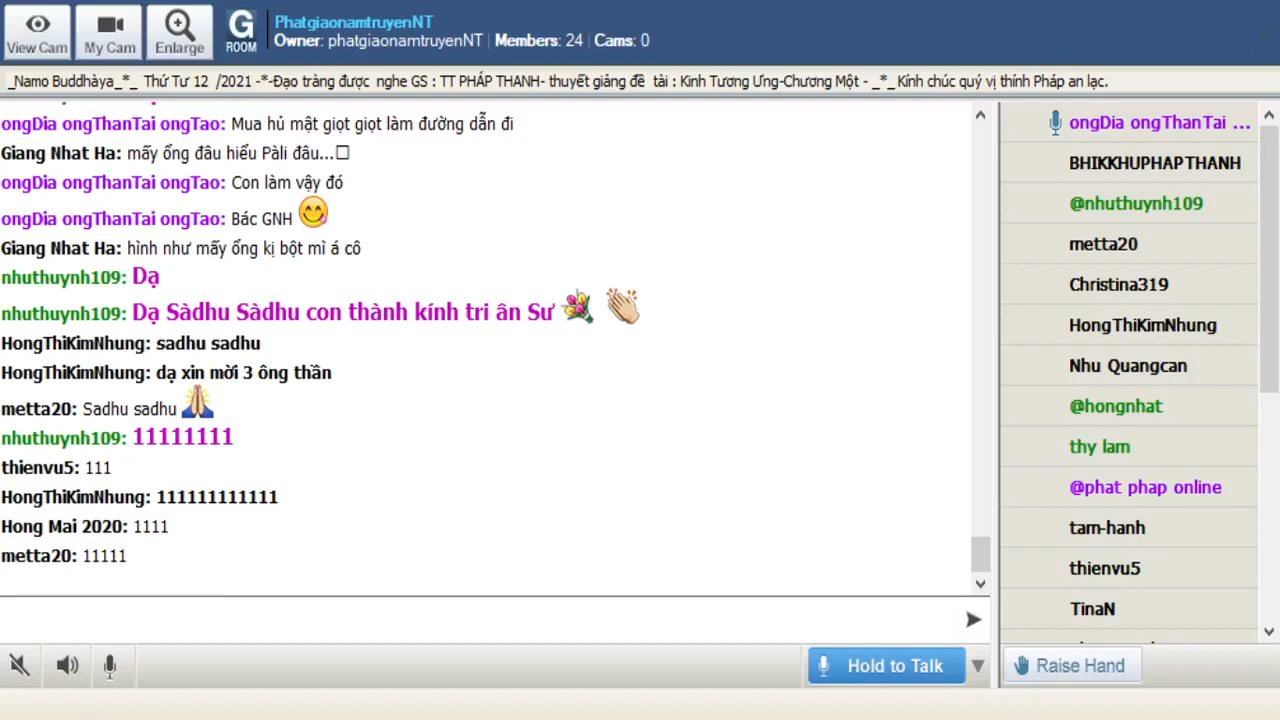 View Cam
My Cam
Enlarge
G
ROOM
PhatgiaonamtruyenNT
Owner: phatgiaonamtruyenNT | Members: 24 | Cams: 0
_Namo Buddhàya_*_ Thứ Tư 12 /2021 -*-Đạo tràng được nghe GS : TT PHÁP THANH- thuyết giảng đề tài : Kinh Tương Ưng-Chương Một - _*_ Kính chúc quý vị thính Pháp an lạc.
ongDia ongThanTai ongTao: Mua hủ mật giọt giọt làm đường dẫn đi
Giang Nhat Ha: mấy ổng đâu hiểu Pàli đâu...
ongDia ongThanTai ongTao: Con làm vậy đó
ongDia ongThanTai ongTao: Bác GNH
Giang Nhat Ha: hình như mấy ổng kị bột mì á cô
nhuthuynh109: Dạ
nhuthuynh109: Dạ Sàdhu Sàdhu con thành kính tri ân Sư
HongThiKimNhung: sadhu sadhu
HongThiKimNhung: dạ xin mời 3 ông thần
metta20: Sadhu sadhu
nhuthuynh109: 11111111
thienvu5: 111
HongThiKimNhung: 111111111111
Hong Mai 2020: 1111
metta20: 11111
ongDia ongThanTai ...
BHIKKHUPHAPTHANH
@nhuthuynh109
metta20
Christina319
HongThiKimNhung
Nhu Quangcan
@hongnhat
thy lam
@phat phap online
tam-hanh
thienvu5
TinaN
Hold to Talk
Raise Hand